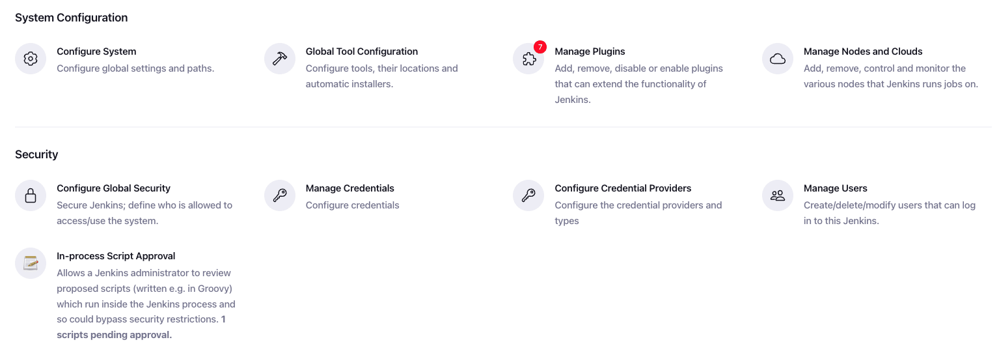 System Configuration
Configure System
Configure global settings and paths.
Global Tool Configuration
Configure tools, their locations and
automatic installers.
7
Manage Plugins
Add, remove, disable or enable plugins
that can extend the functionality of
Jenkins.
Manage Nodes and Clouds
Add, remove, control and monitor the
various nodes that Jenkins runs jobs on.
Security
Configure Global Security
Secure Jenkins; define who is allowed to
access/use the system.
Manage Credentials
Configure credentials
Configure Credential Providers
Configure the credential providers and
types
Manage Users
Create/delete/modify users that can log
in to this Jenkins.
In-process Script Approval
Allows a Jenkins administrator to review
proposed scripts (written e.g. in Groovy)
which run inside the Jenkins process and
so could bypass security restrictions. 1
scripts pending approval.